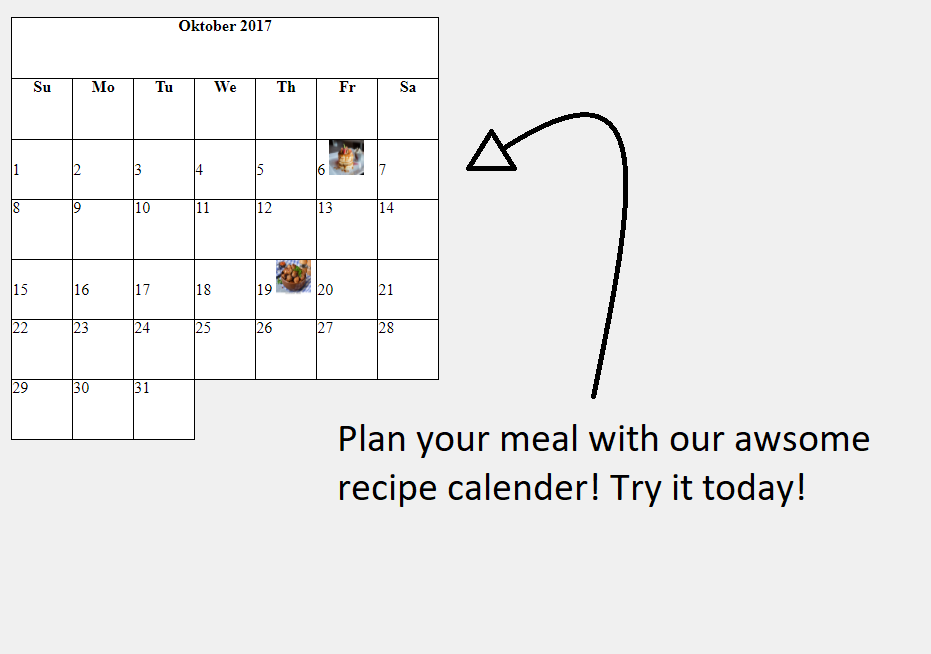 Oktober 2017
Su Mo Tu We Th Fr Sa
1 2 3 4 5 6 7
8 9 10 11 12 13 14
15 16 17 18 19 20 21
22 23 24 25 26 27 28
29 30 31
Plan your meal with our awsome
recipe calender! Try it today!